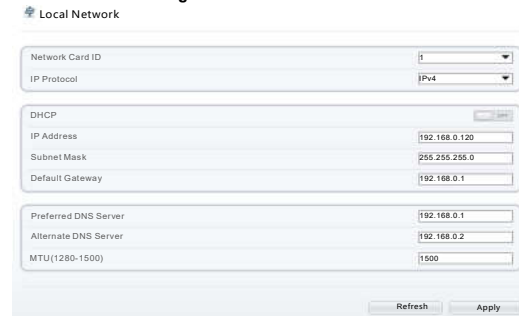 Local Network
Network Card ID 1
IP Protocol IPv4
DHCP OFF
IP Address 192.168.0.120
Subnet Mask 255.255.255.0
Default Gateway 192.168.0.1
Preferred DNS Server 192.168.0.1
Alternate DNS Server 192.168.0.2
MTU(1280-1500) 1500
Refresh Apply